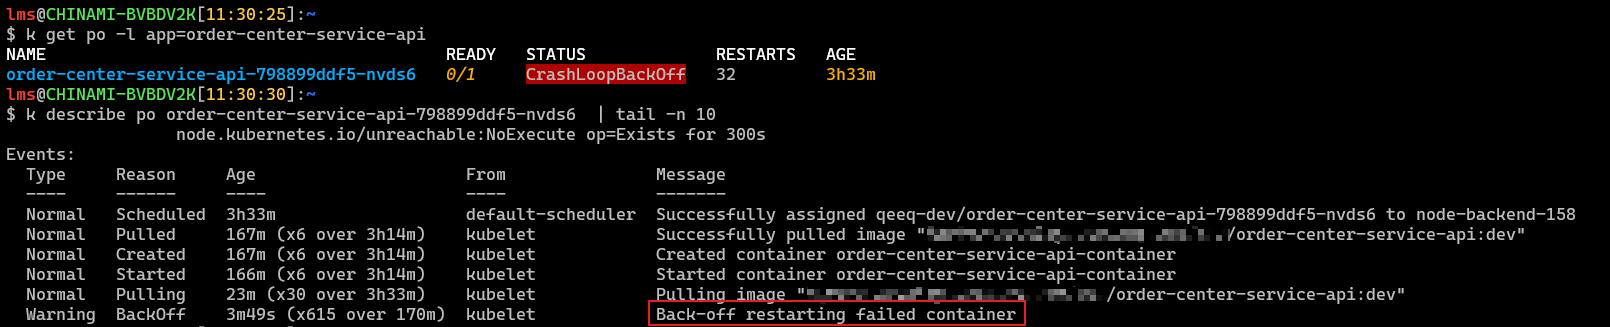 lms@CHINAMI-BVBDV2K[11:30:25]:~
$ k get po -l app=order-center-service-api
NAME READY STATUS RESTARTS AGE
order-center-service-api-798899ddf5-nvds6 0/1 CrashLoopBackOff 32 3h33m
lms@CHINAMI-BVBDV2K[11:30:30]:~
$ k describe po order-center-service-api-798899ddf5-nvds6 | tail -n 10
node.kubernetes.io/unreachable:NoExecute op=Exists for 300s
Events:
Type Reason Age From Message
---- ------ ---- ---- -------
Normal Scheduled 3h33m default-scheduler Successfully assigned qeeq-dev/order-center-service-api-798899ddf5-nvds6 to node-backend-158
Normal Pulled 167m (x6 over 3h14m) kubelet Successfully pulled image "/order-center-service-api:dev"
Normal Created 167m (x6 over 3h14m) kubelet Created container order-center-service-api-container
Normal Started 166m (x6 over 3h14m) kubelet Started container order-center-service-api-container
Normal Pulling 23m (x30 over 3h33m) kubelet Pulling image "/order-center-service-api:dev"
Warning BackOff 3m49s (x615 over 170m) kubelet Back-off restarting failed container